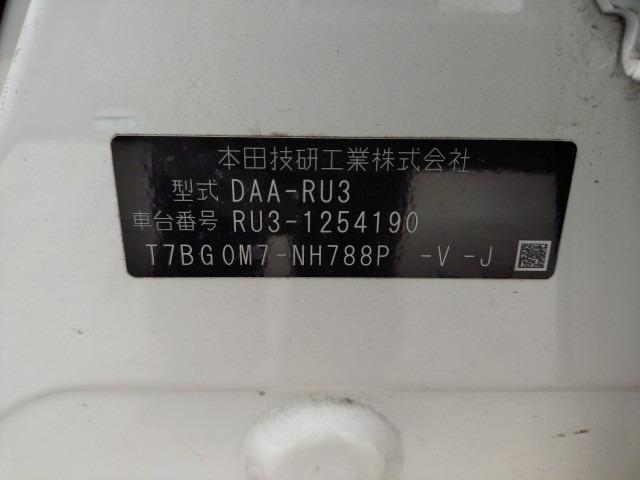 本田技研工業株式会社
型式 DAA-RU3
車台番号 RU3-1254190
T7BG0M7-NH788P -V-J